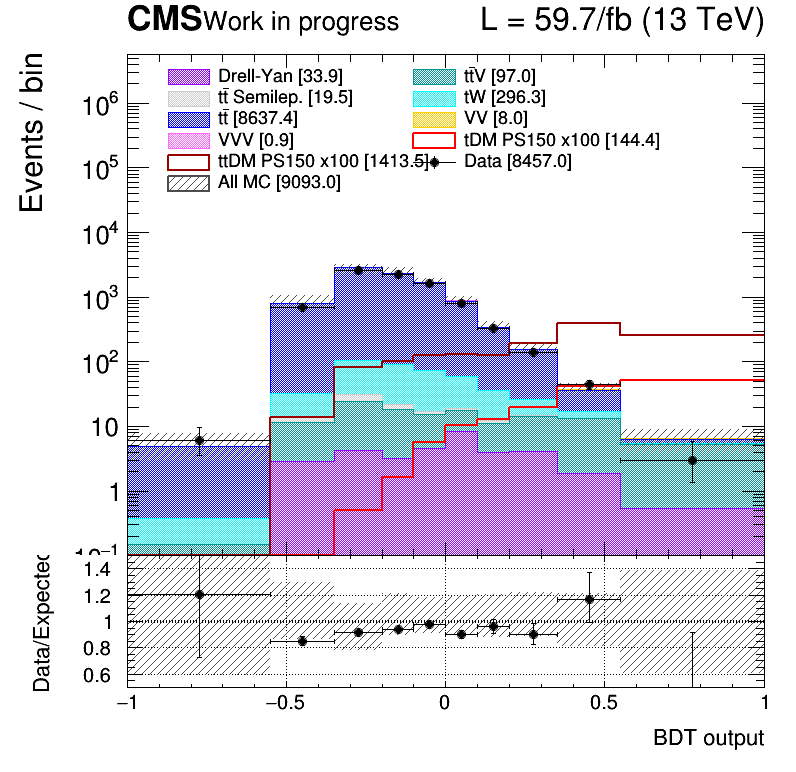 CMS Work in progress L = 59.7/fb (13 TeV)
Events / bin
Drell-Yan [33.9] tt̄V [97.0]
tt̄ Semilep. [19.5] tW [296.3]
tt̄ [8637.4] VV [8.0]
VVV [0.9] tDM PS150 x100 [144.4]
ttDM PS150 x100 [1413.5] Data [8457.0]
All MC [9093.0]
10⁶
10⁵
10⁴
10³
10²
10
1
10⁻¹
Data/Expected
1.4
1.2
1
0.8
0.6
−1 −0.5 0 0.5 1
BDT output